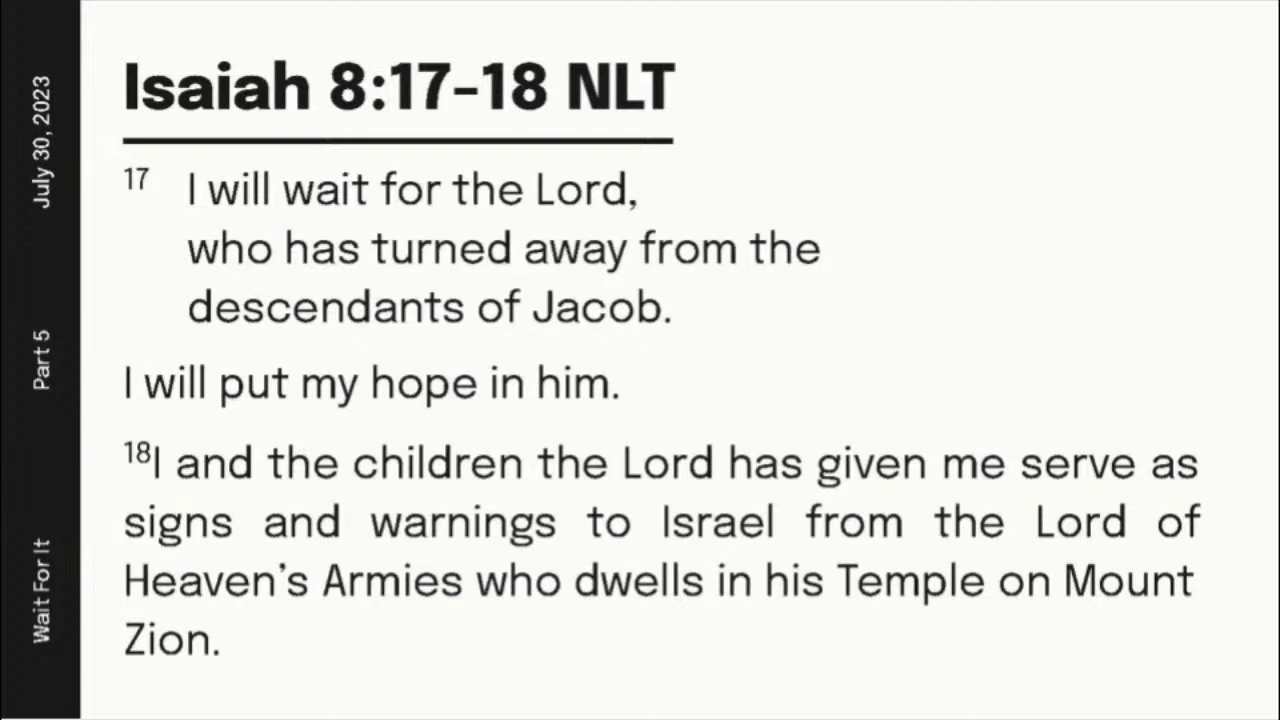 July 30, 2023
Part 5
Wait For It
Isaiah 8:17-18 NLT
17 I will wait for the Lord,
who has turned away from the
descendants of Jacob.
I will put my hope in him.
18I and the children the Lord has given me serve as
signs and warnings to Israel from the Lord of
Heaven’s Armies who dwells in his Temple on Mount
Zion.